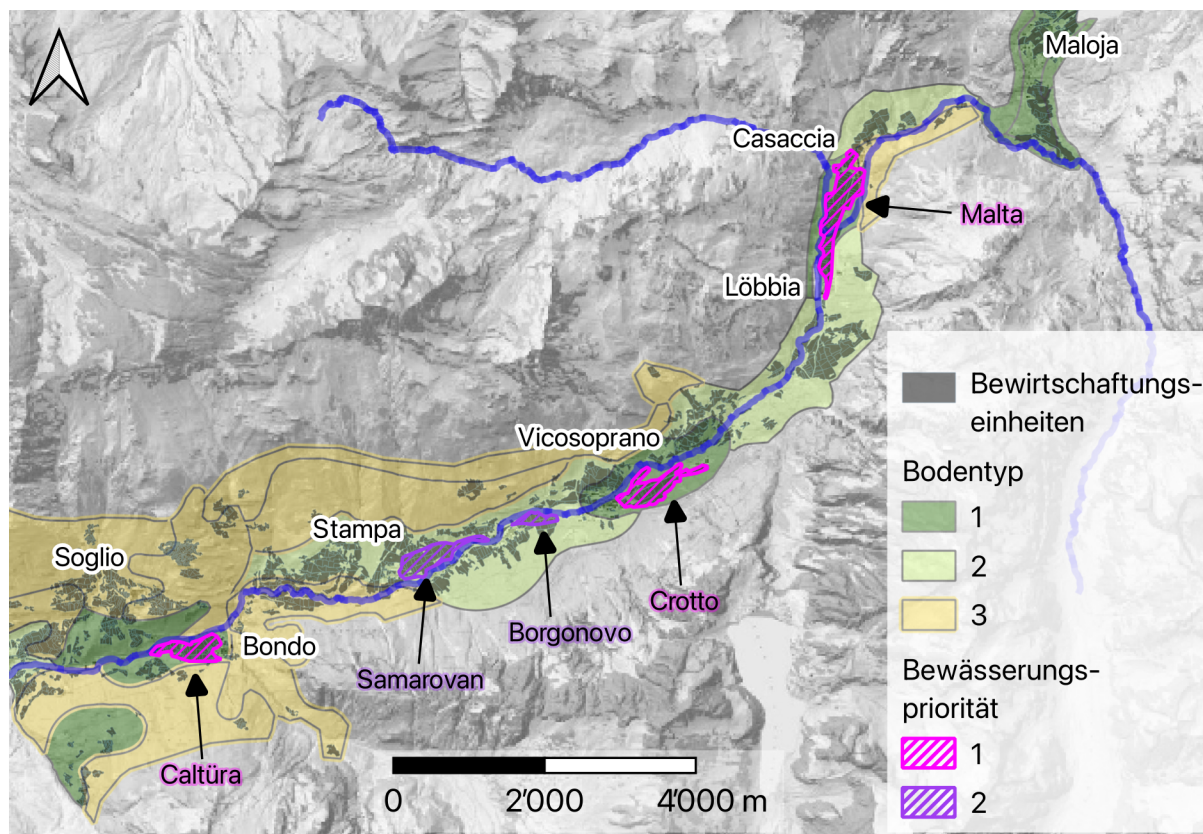 Maloja
Casaccia
Malta
Löbbia
Vicosoprano
Stampa
Soglio
Crotto
Borgonovo
Bondo
Samarovan
Caltüra
0 2'000 4'000 m
Bewirtschaftungs-
einheiten
Bodentyp
1
2
3
Bewässerungs-
priorität
1
2